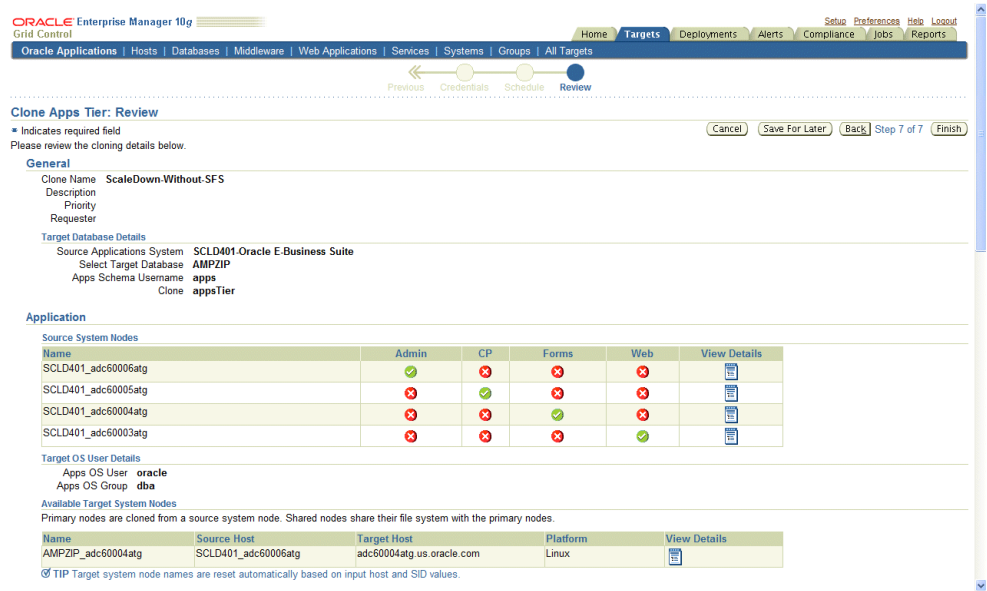 ORACLE Enterprise Manager 10g
Grid Control
Setup Preferences Help Logout
Home Targets Deployments Alerts Compliance Jobs Reports
Oracle Applications | Hosts | Databases | Middleware | Web Applications | Services | Systems | Groups | All Targets
Previous Credentials Schedule Review
Clone Apps Tier: Review
Indicates required field
Cancel Save For Later Back Step 7 of 7 Finish
Please review the cloning details below.
General
Clone Name ScaleDown-Without-SFS
Description
Priority
Requester
Target Database Details
Source Applications System SCLD401-Oracle E-Business Suite
Select Target Database AMPZIP
Apps Schema Username apps
Clone appsTier
Application
Source System Nodes
Name Admin CP Forms Web View Details
SCLD401_adc60006atg
SCLD401_adc60005atg
SCLD401_adc60004atg
SCLD401_adc60003atg
Target OS User Details
Apps OS User oracle
Apps OS Group dba
Available Target System Nodes
Primary nodes are cloned from a source system node. Shared nodes share their file system with the primary nodes.
Name Source Host Target Host Platform View Details
AMPZIP_adc60004atg SCLD401_adc60006atg adc60004atg.us.oracle.com Linux
TIP Target system node names are reset automatically based on input host and SID values.